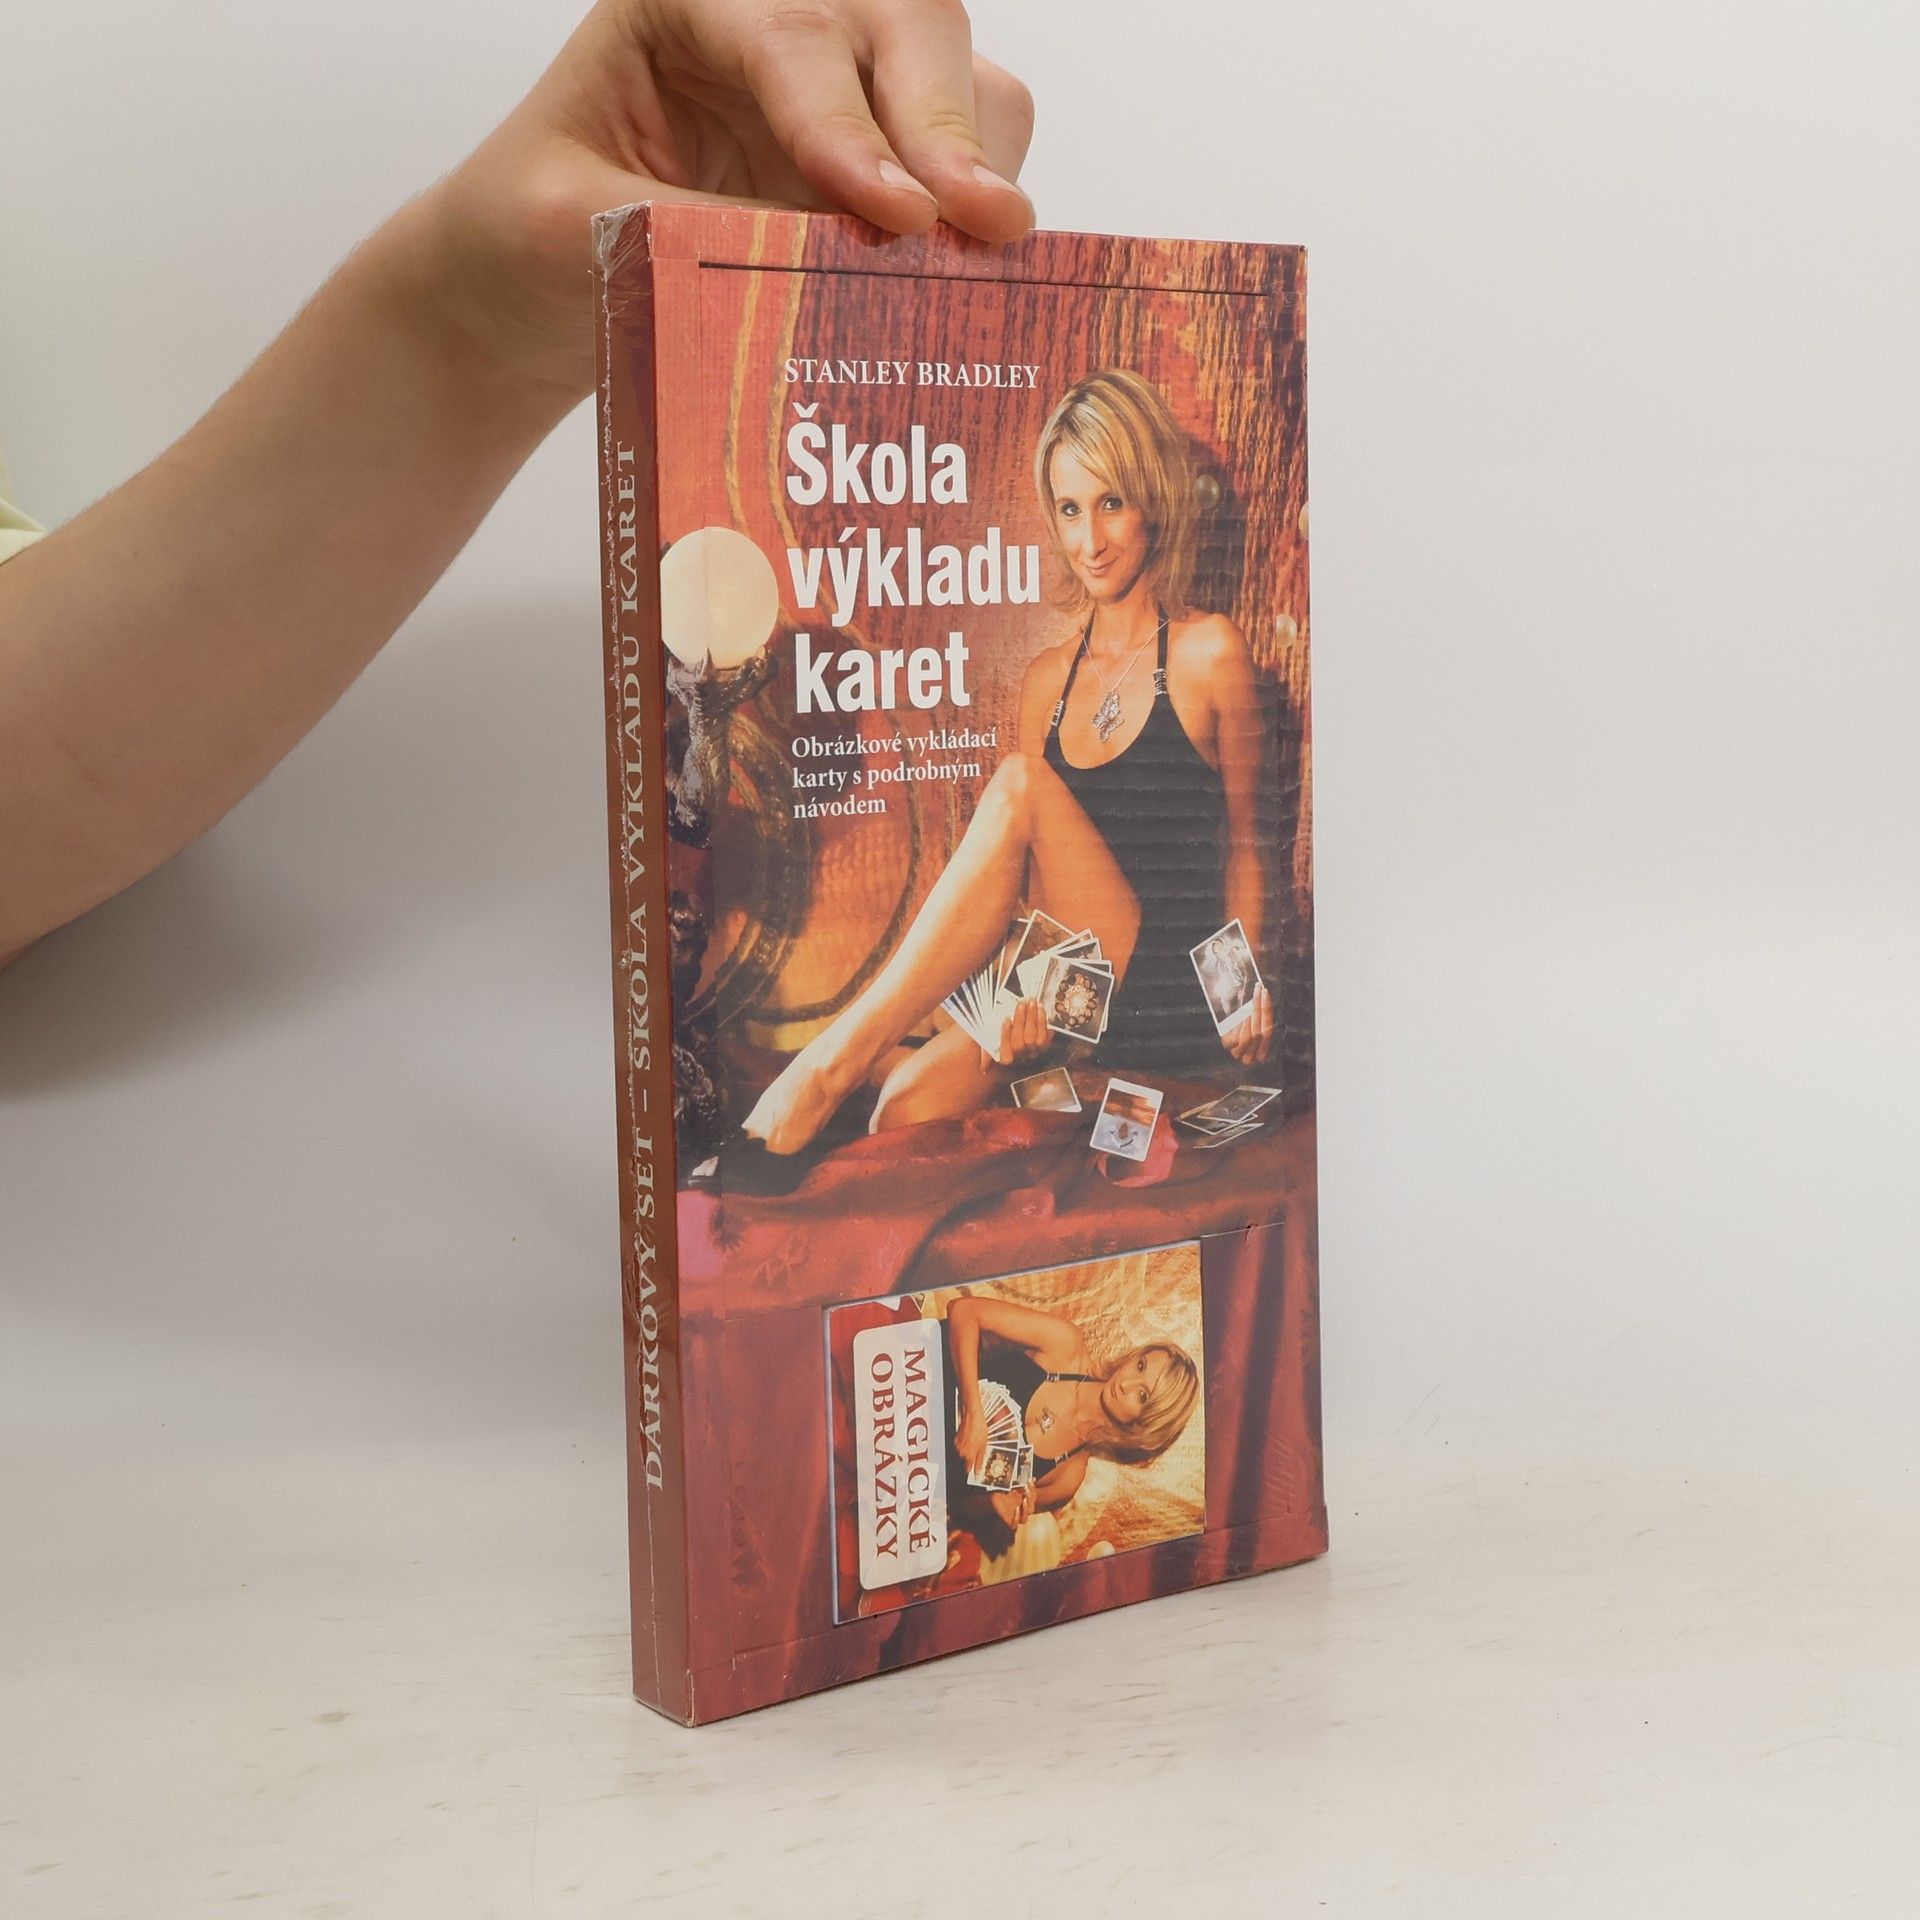 STANLEY BRADLEY
Škola
výkladu
karet
Obrázkové vykládací
karty s podrobným
návodem
MAGICKÉ
OBRÁZKY
DÁRKOVÝ SET - ŠKOLA VÝKLADU KARET